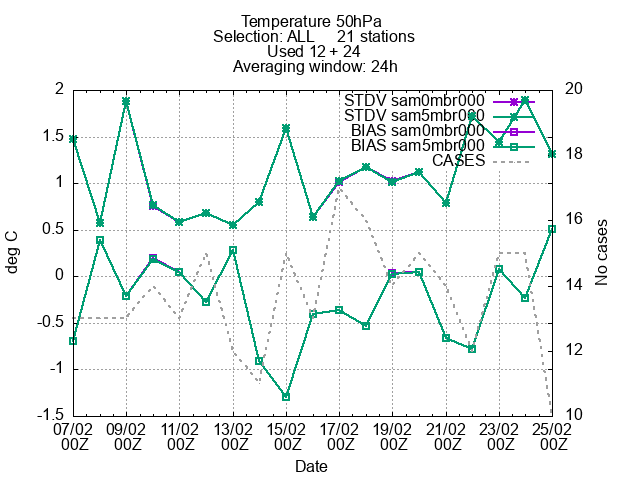 Temperature 50hPa
Selection: ALL 21 stations
Used 12 + 24
Averaging window: 24h
STDV sam0mbr000
STDV sam5mbr000
BIAS sam0mbr000
BIAS sam5mbr000
CASES
deg C
2
1.5
1
0.5
0
-0.5
-1
-1.5
No cases
20
18
16
14
12
10
07/02 09/02 11/02 13/02 15/02 17/02 19/02 21/02 23/02 25/02
00Z 00Z 00Z 00Z 00Z 00Z 00Z 00Z 00Z 00Z
Date